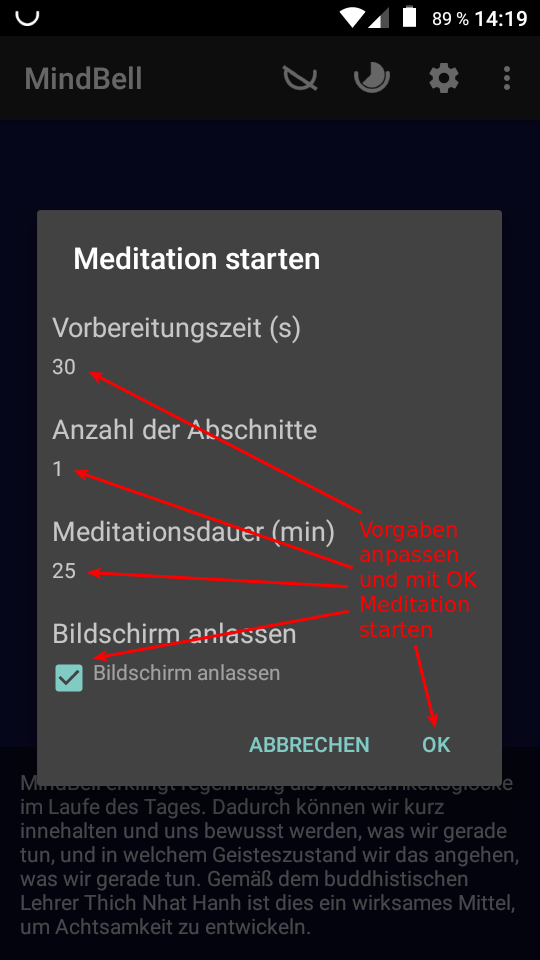 89 % 14:19
MindBell
Meditation starten
Vorbereitungszeit (s)
30
Anzahl der Abschnitte
1
Meditationsdauer (min)
25
Vorgaben
anpassen
und mit OK
Meditation
starten
Bildschirm anlassen
Bildschirm anlassen
ABBRECHEN OK
MindBell erklingt regelmäßig als Achtsamkeitsglocke
im Laufe des Tages. Dadurch können wir kurz
innehalten und uns bewusst werden, was wir gerade
tun, und in welchem Geisteszustand wir das angehen,
was wir gerade tun. Gemäß dem buddhistischen
Lehrer Thich Nhat Hanh ist dies ein wirksames Mittel,
um Achtsamkeit zu entwickeln.